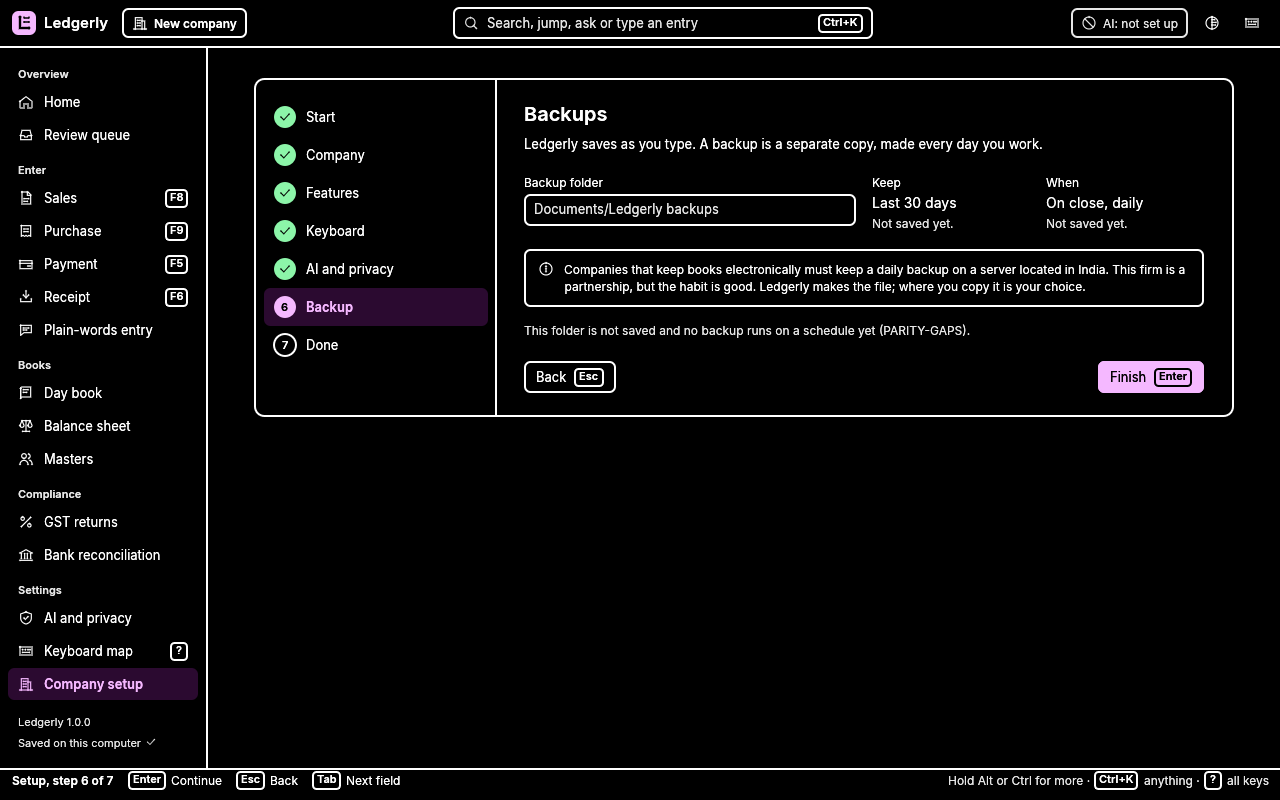 Ledgerly
New company
Search, jump, ask or type an entry
Ctrl+K
AI: not set up
Overview
Home
Review queue
Enter
Sales F8
Purchase F9
Payment F5
Receipt F6
Plain-words entry
Books
Day book
Balance sheet
Masters
Compliance
GST returns
Bank reconciliation
Settings
AI and privacy
Keyboard map ?
Company setup
Ledgerly 1.0.0
Saved on this computer
Start
Company
Features
Keyboard
AI and privacy
6 Backup
7 Done
Backups
Ledgerly saves as you type. A backup is a separate copy, made every day you work.
Backup folder
Documents/Ledgerly backups
Keep
Last 30 days
Not saved yet.
When
On close, daily
Not saved yet.
Companies that keep books electronically must keep a daily backup on a server located in India. This firm is a
partnership, but the habit is good. Ledgerly makes the file; where you copy it is your choice.
This folder is not saved and no backup runs on a schedule yet (PARITY-GAPS).
Back Esc
Finish Enter
Setup, step 6 of 7 Enter Continue Esc Back Tab Next field
Hold Alt or Ctrl for more · Ctrl+K anything · ? all keys